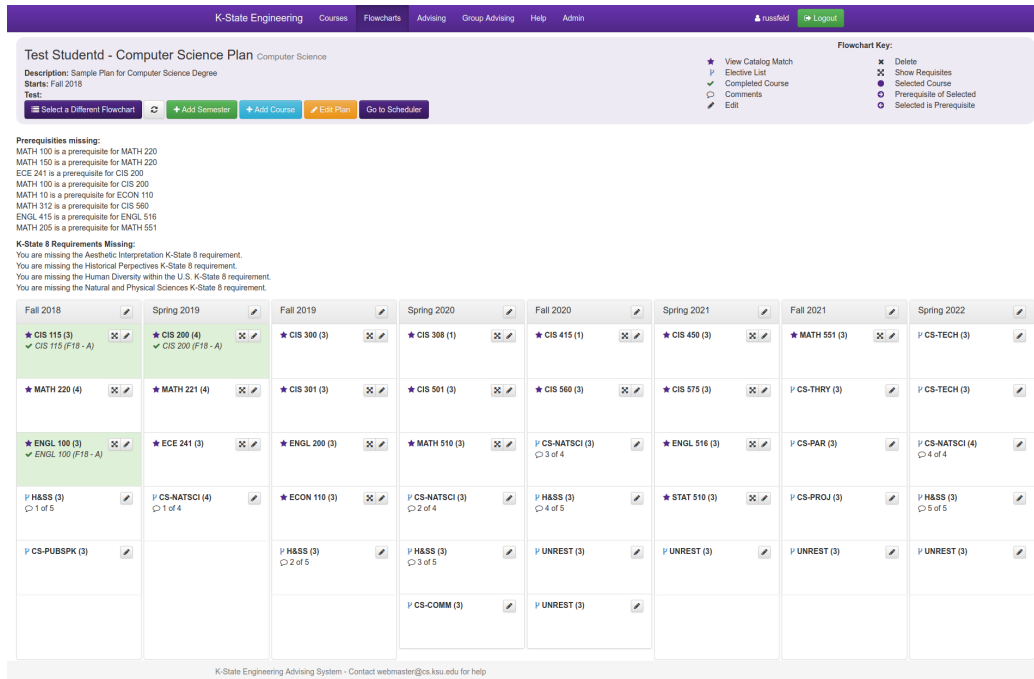 K-State Engineering Courses Flowcharts Advising Group Advising Help Admin russfeld Logout
Test Studentd - Computer Science Plan Computer Science
Description: Sample Plan for Computer Science Degree
Starts: Fall 2018
Test:
Select a Different Flowchart + Add Semester + Add Course Edit Plan Go to Scheduler
Flowchart Key:
View Catalog Match Delete
Elective List Show Requisites
Completed Course Selected Course
Comments Prerequisite of Selected
Edit Selected is Prerequisite
Prerequisities missing:
MATH 100 is a prerequisite for MATH 220
MATH 150 is a prerequisite for MATH 220
ECE 241 is a prerequisite for CIS 200
MATH 100 is a prerequisite for CIS 200
MATH 10 is a prerequisite for ECON 110
MATH 312 is a prerequisite for CIS 560
ENGL 415 is a prerequisite for ENGL 516
MATH 205 is a prerequisite for MATH 551
K-State 8 Requirements Missing:
You are missing the Aesthetic Interpretation K-State 8 requirement.
You are missing the Historical Perpectives K-State 8 requirement.
You are missing the Human Diversity within the U.S. K-State 8 requirement.
You are missing the Natural and Physical Sciences K-State 8 requirement.
Fall 2018 Spring 2019 Fall 2019 Spring 2020 Fall 2020 Spring 2021 Fall 2021 Spring 2022
CIS 115 (3) CIS 200 (4) CIS 300 (3) CIS 308 (1) CIS 415 (1) CIS 450 (3) MATH 551 (3) CS-TECH (3)
CIS 115 (F18 - A) CIS 200 (F18 - A)
MATH 220 (4) MATH 221 (4) CIS 301 (3) CIS 501 (3) CIS 560 (3) CIS 575 (3) CS-THRY (3) CS-TECH (3)
ENGL 100 (3) ECE 241 (3) ENGL 200 (3) MATH 510 (3) CS-NATSCI (3) ENGL 516 (3) CS-PAR (3) CS-NATSCI (4)
ENGL 100 (F18 - A) 3 of 4 4 of 4
H&SS (3) CS-NATSCI (4) ECON 110 (3) CS-NATSCI (3) H&SS (3) STAT 510 (3) CS-PROJ (3) H&SS (3)
1 of 5 1 of 4 2 of 4 4 of 5 5 of 5
CS-PUBSPK (3) H&SS (3) H&SS (3) UNREST (3) UNREST (3) UNREST (3) UNREST (3)
2 of 5 3 of 5
CS-COMM (3) UNREST (3)
K-State Engineering Advising System - Contact webmaster@cs.ksu.edu for help